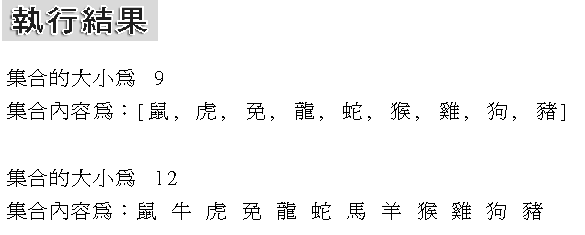 執行結果
集合的大小為 9
集合內容為：[鼠, 虎, 兔, 龍, 蛇, 猴, 雞, 狗, 豬]
集合的大小為 12
集合內容為：鼠 牛 虎 兔 龍 蛇 馬 羊 猴 雞 狗 豬